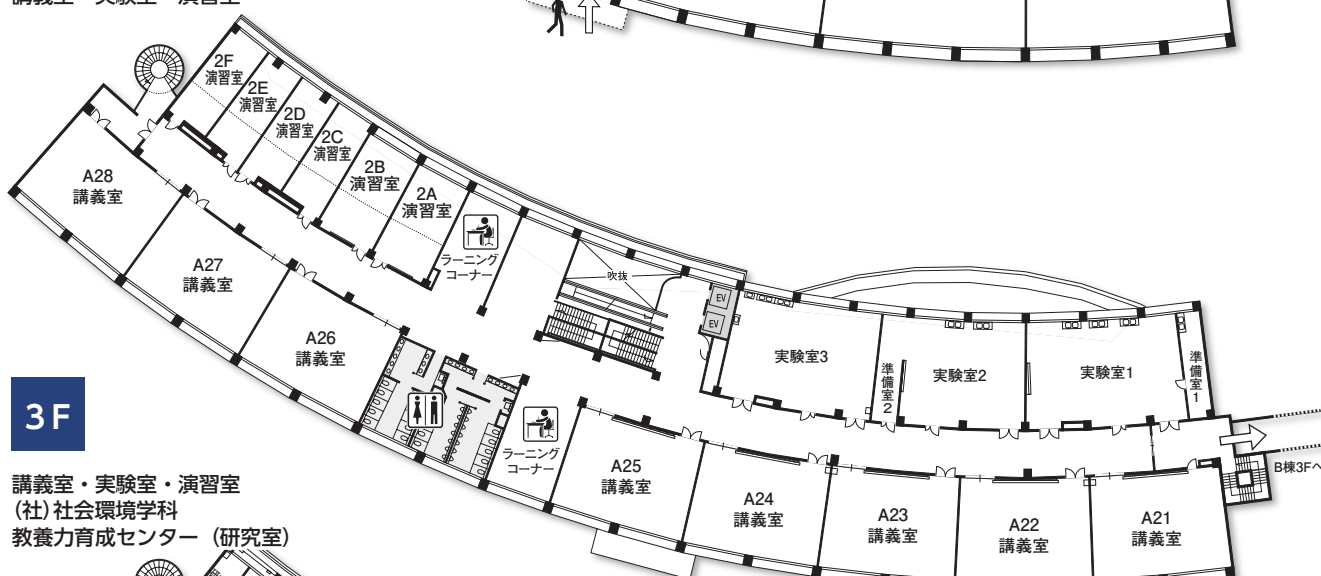 講義室・実験室・演習室
2F
演習室
2E
演習室
2D
演習室
2C
演習室
2B
演習室
2A
演習室
ラーニング
コーナー
吹抜
EV
EV
A28
講義室
A27
講義室
A26
講義室
実験室3
準備室2
実験室2
実験室1
準備室1
ラーニング
コーナー
A25
講義室
A24
講義室
A23
講義室
A22
講義室
A21
講義室
B棟3Fへ
3F
講義室・実験室・演習室
(社)社会環境学科
教養力育成センター（研究室）